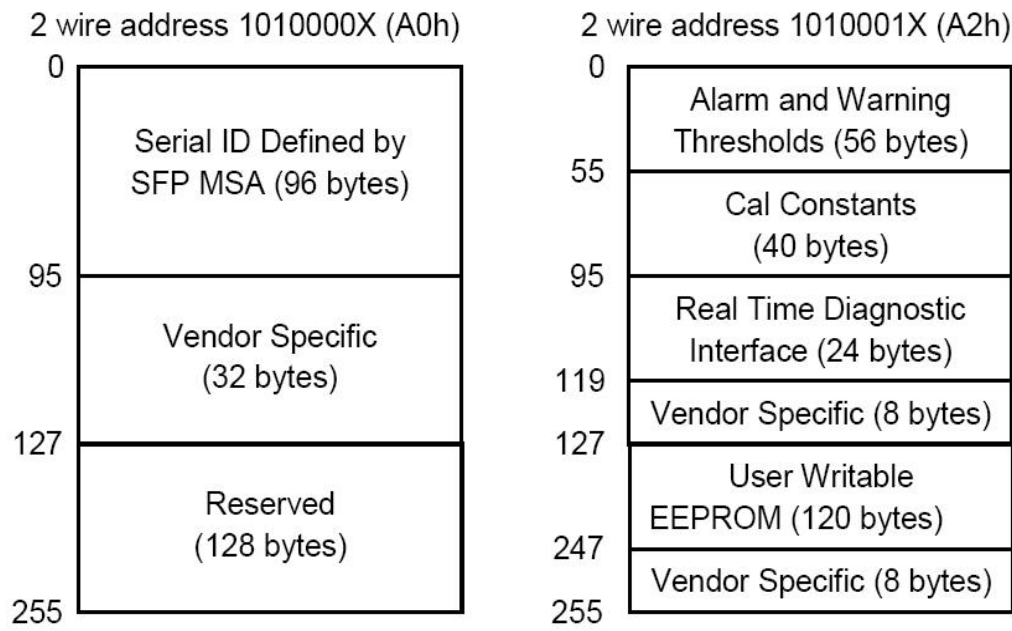 2 wire address 1010000X (A0h)
0
Serial ID Defined by
SFP MSA (96 bytes)
95
Vendor Specific
(32 bytes)
127
Reserved
(128 bytes)
255
2 wire address 1010001X (A2h)
0
Alarm and Warning
Thresholds (56 bytes)
55
Cal Constants
(40 bytes)
95
Real Time Diagnostic
Interface (24 bytes)
119
Vendor Specific (8 bytes)
127
User Writable
EEPROM (120 bytes)
247
Vendor Specific (8 bytes)
255